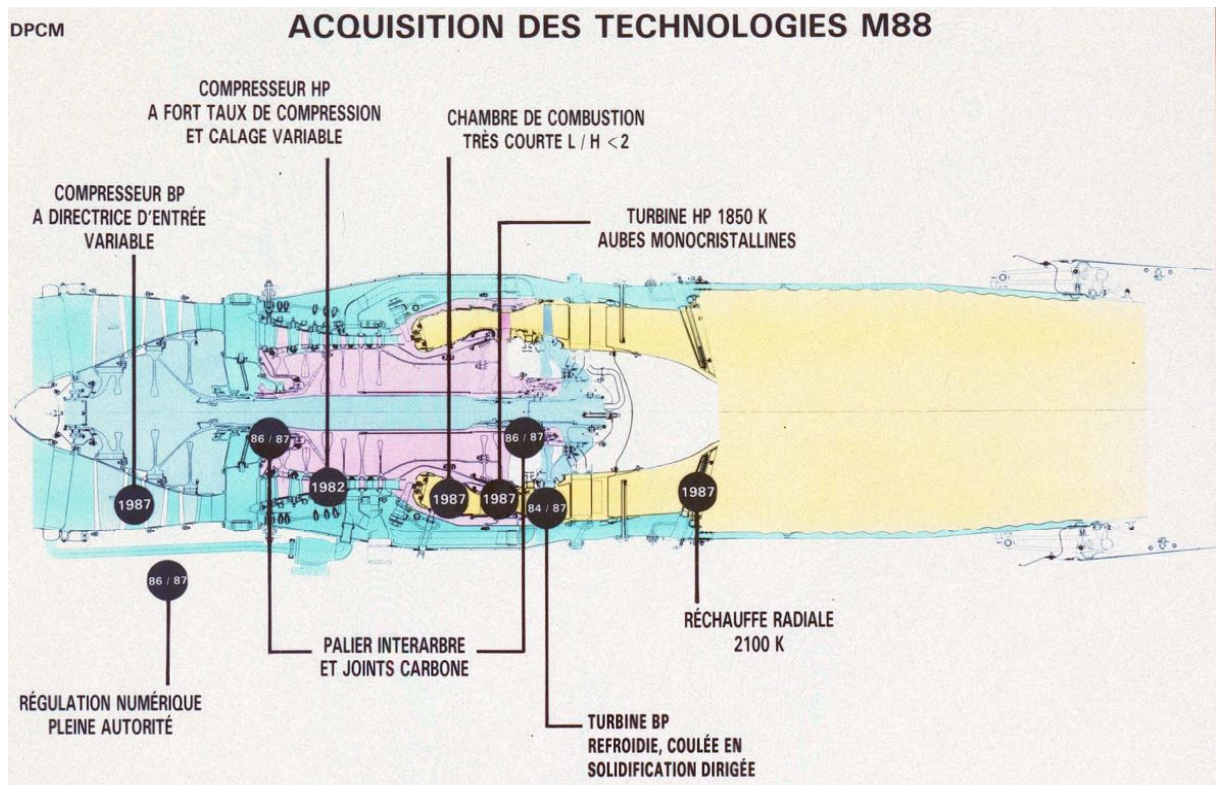 DPCM
ACQUISITION DES TECHNOLOGIES M88
COMPRESSEUR HP
A FORT TAUX DE COMPRESSION
ET CALAGE VARIABLE
CHAMBRE DE COMBUSTION
TRÈS COURTE L / H < 2
COMPRESSEUR BP
A DIRECTRICE D'ENTRÉE
VARIABLE
TURBINE HP 1850 K
AUBES MONOCRISTALLINES
86 / 87
86 / 87
1987
1982
1987
1987
84 / 87
1987
86 / 87
RÉCHAUFFE RADIALE
2100 K
PALIER INTERARBRE
ET JOINTS CARBONE
RÉGULATION NUMÉRIQUE
PLEINE AUTORITÉ
TURBINE BP
REFROIDIE, COULÉE EN
SOLIDIFICATION DIRIGÉE